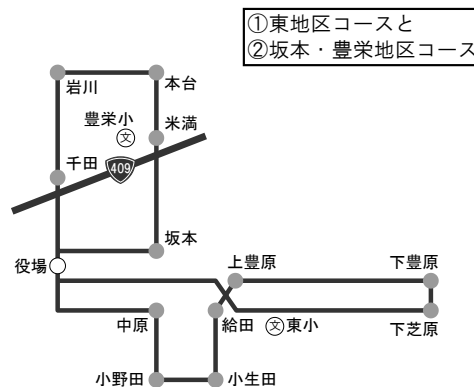 ①東地区コースと
②坂本・豊栄地区コース
岩川
本台
豊栄小
文
米満
千田
409
坂本
役場
上豊原
下豊原
中原
給田
文東小
下芝原
小野田
小生田